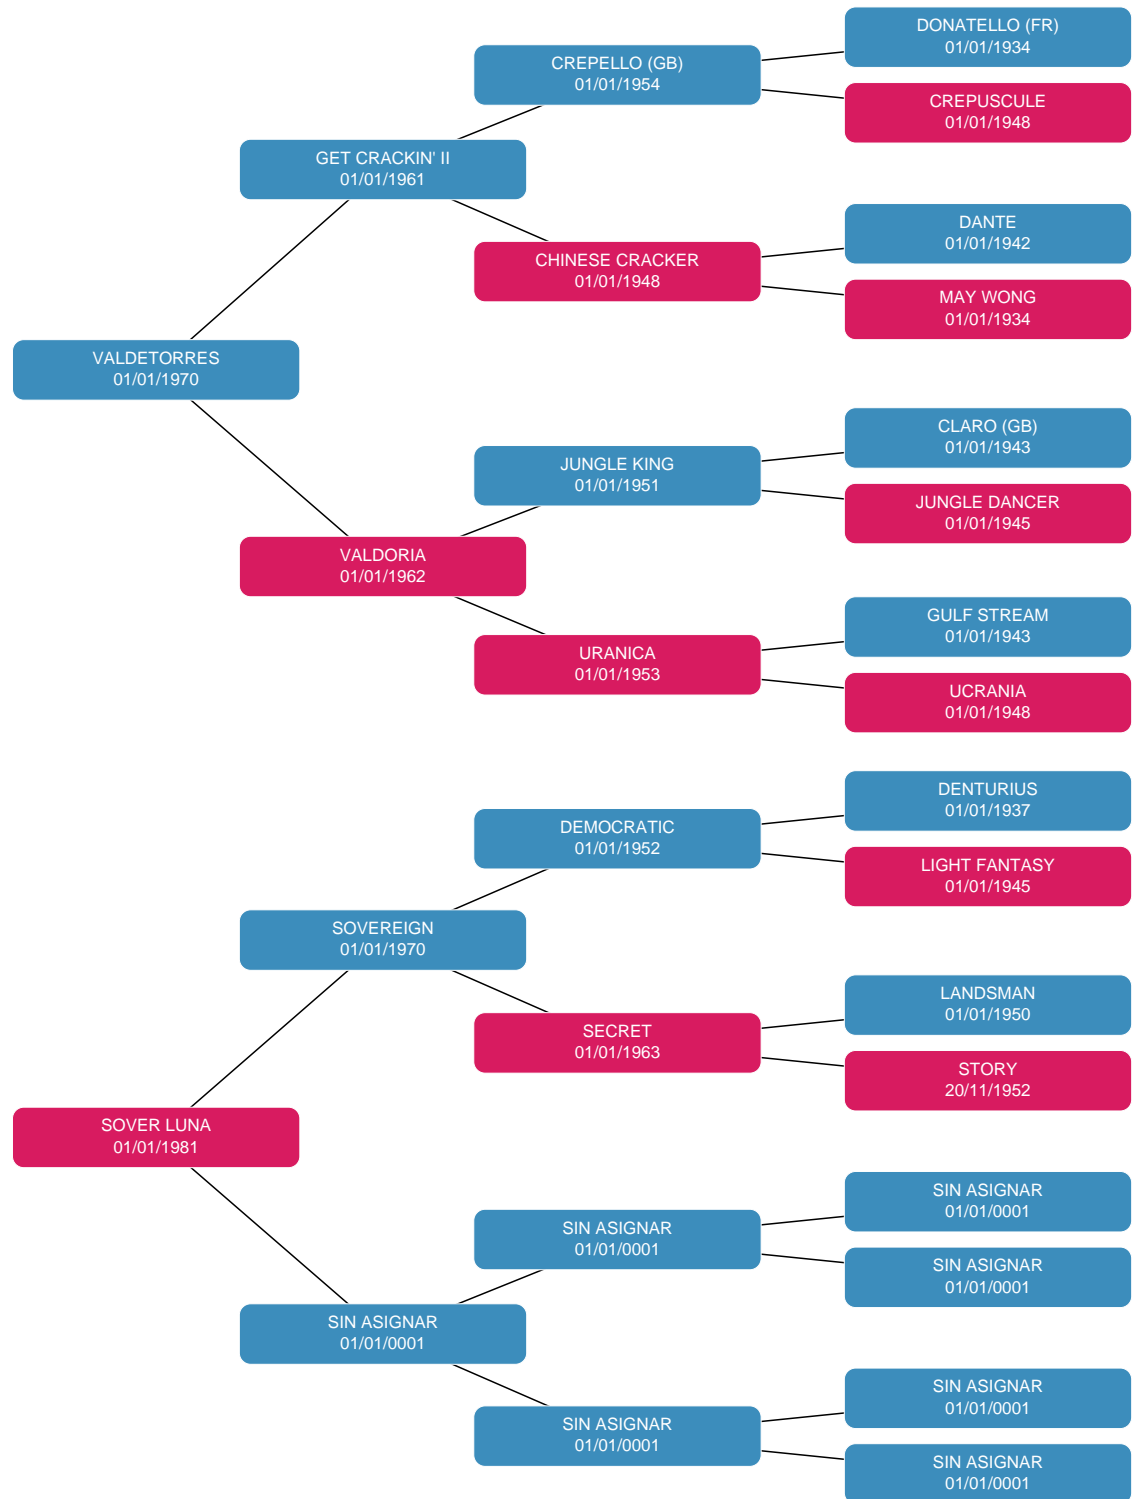 DONATELLO (FR)
01/01/1934
CREPELLO (GB)
01/01/1954
CREPUSCULE
01/01/1948
GET CRACKIN' II
01/01/1961
DANTE
01/01/1942
CHINESE CRACKER
01/01/1948
MAY WONG
01/01/1934
VALDETORRES
01/01/1970
CLARO (GB)
01/01/1943
JUNGLE KING
01/01/1951
JUNGLE DANCER
01/01/1945
VALDORIA
01/01/1962
GULF STREAM
01/01/1943
URANICA
01/01/1953
UCRANIA
01/01/1948
DENTURIUS
01/01/1937
DEMOCRATIC
01/01/1952
LIGHT FANTASY
01/01/1945
SOVEREIGN
01/01/1970
LANDSMAN
01/01/1950
SECRET
01/01/1963
STORY
20/11/1952
SOVER LUNA
01/01/1981
SIN ASIGNAR
01/01/0001
SIN ASIGNAR
01/01/0001
SIN ASIGNAR
01/01/0001
SIN ASIGNAR
01/01/0001
SIN ASIGNAR
01/01/0001
SIN ASIGNAR
01/01/0001
SIN ASIGNAR
01/01/0001